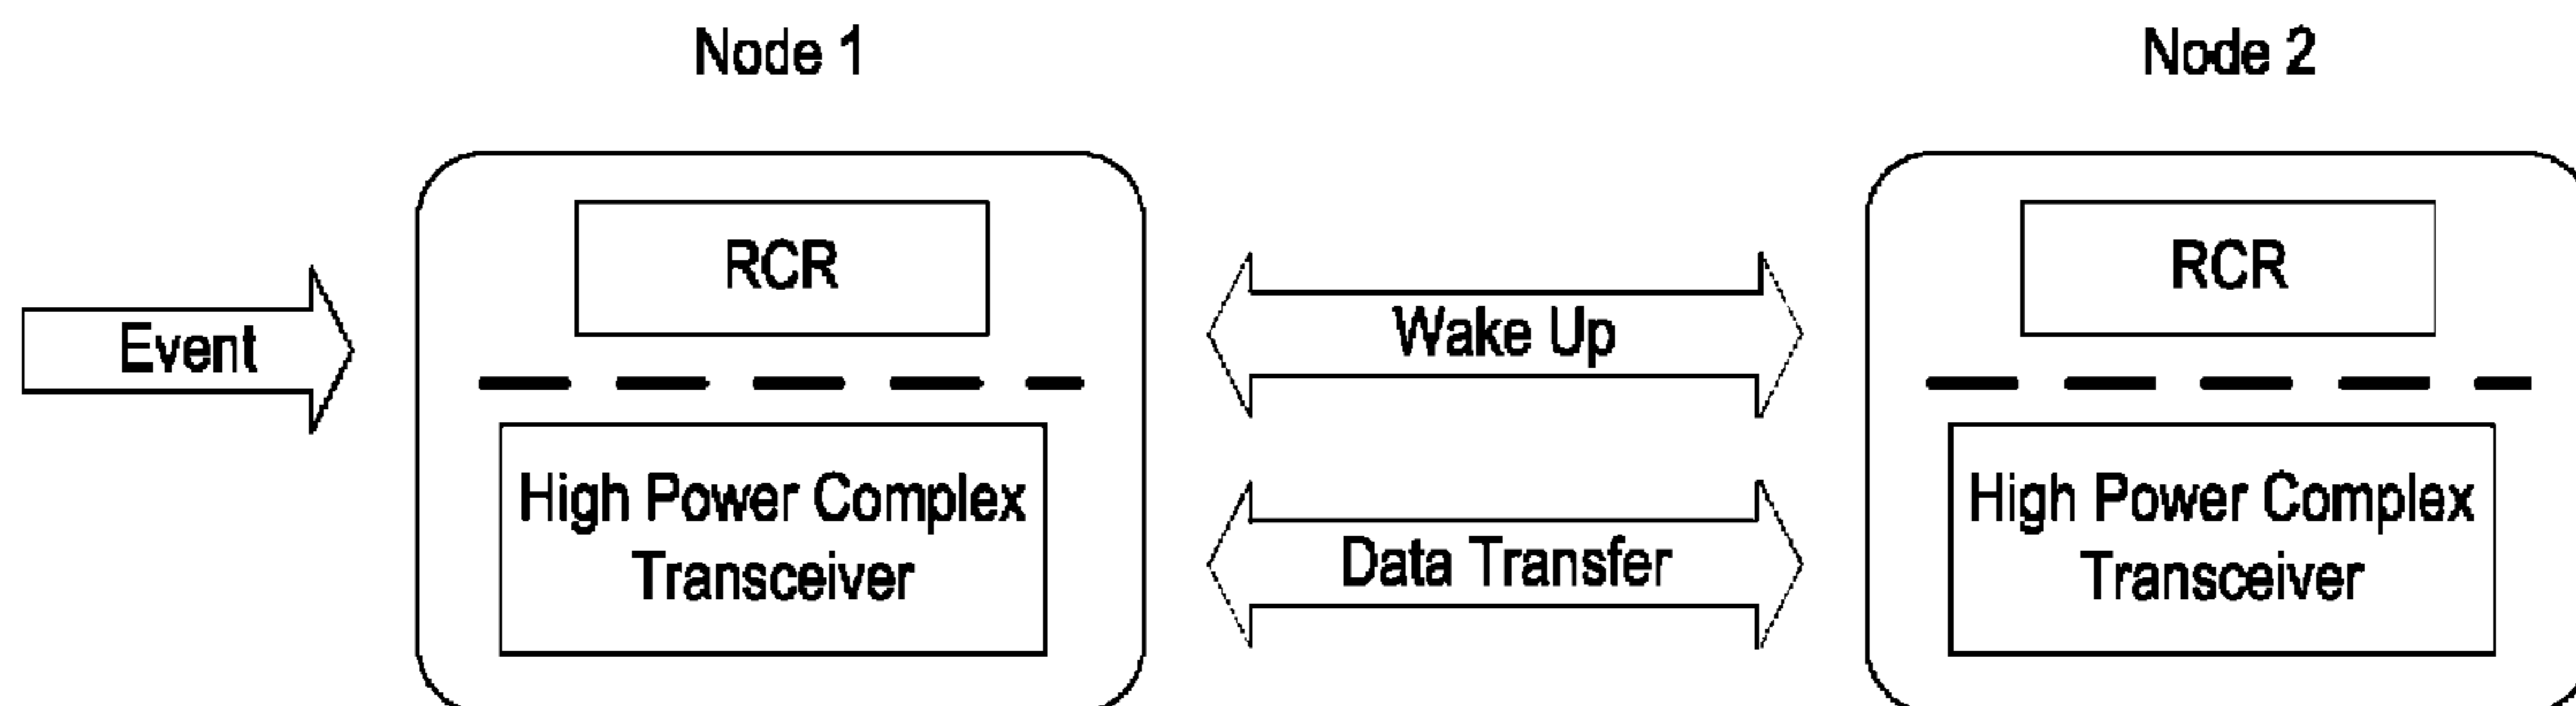 Node 1
Node 2
RCR
RCR
Event
Wake Up
High Power Complex
Transceiver
Data Transfer
High Power Complex
Transceiver